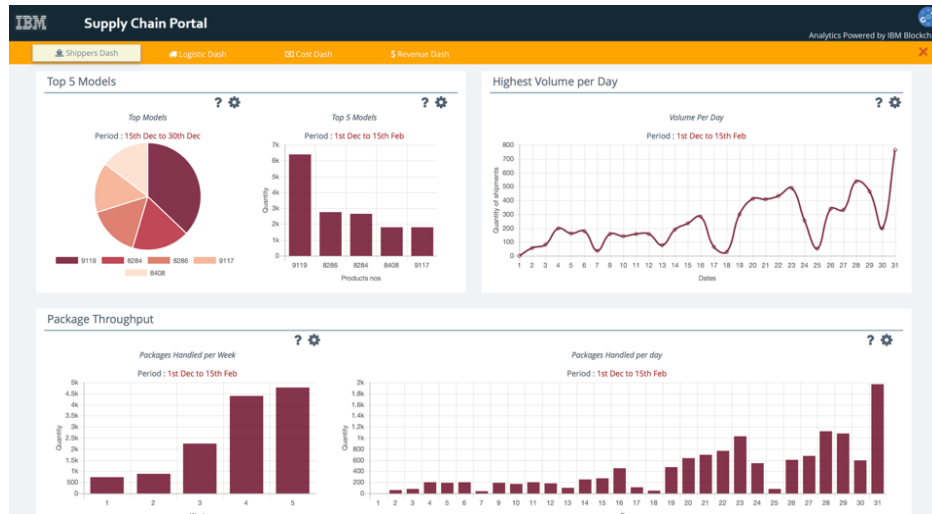 IBM Supply Chain Portal
Analytics Powered by IBM
Shippers Dash Logistic Dash Cost Dash $ Revenue Dash
Top 5 Models
Top Models
Period : 15th Dec to 30th Dec
9119 8284 8286 9117
8408
Top 5 Models
Period : 1st Dec to 15th Feb
7k
6k
5k
4k
3k
2k
1k
0
Quantity
9119 8286 8284 8408 9117
Products nos
Highest Volume per Day
Volume Per Day
Period : 1st Dec to 15th Feb
800
700
600
500
400
300
200
100
0
Quantity of shipments
1 2 3 4 5 6 7 9 10 11 12 13 14 15 16 17 18 19 20 21 22 23 24 25 26 27 28 29 30 31
Dates
Package Throughput
Packages Handled per Week
Period : 1st Dec to 15th Feb
5k
4.5k
4k
3.5k
3k
2.5k
2k
1.5k
1k
500
0
Quantity
1 2 3 4 5
Packages Handled per day
Period : 1st Dec to 15th Feb
2k
1.8k
1.6k
1.4k
1.2k
1k
800
600
400
200
0
Quantity
1 2 3 4 5 6 7 9 10 11 12 13 14 15 16 17 18 19 20 21 22 23 24 25 26 27 28 29 30 31